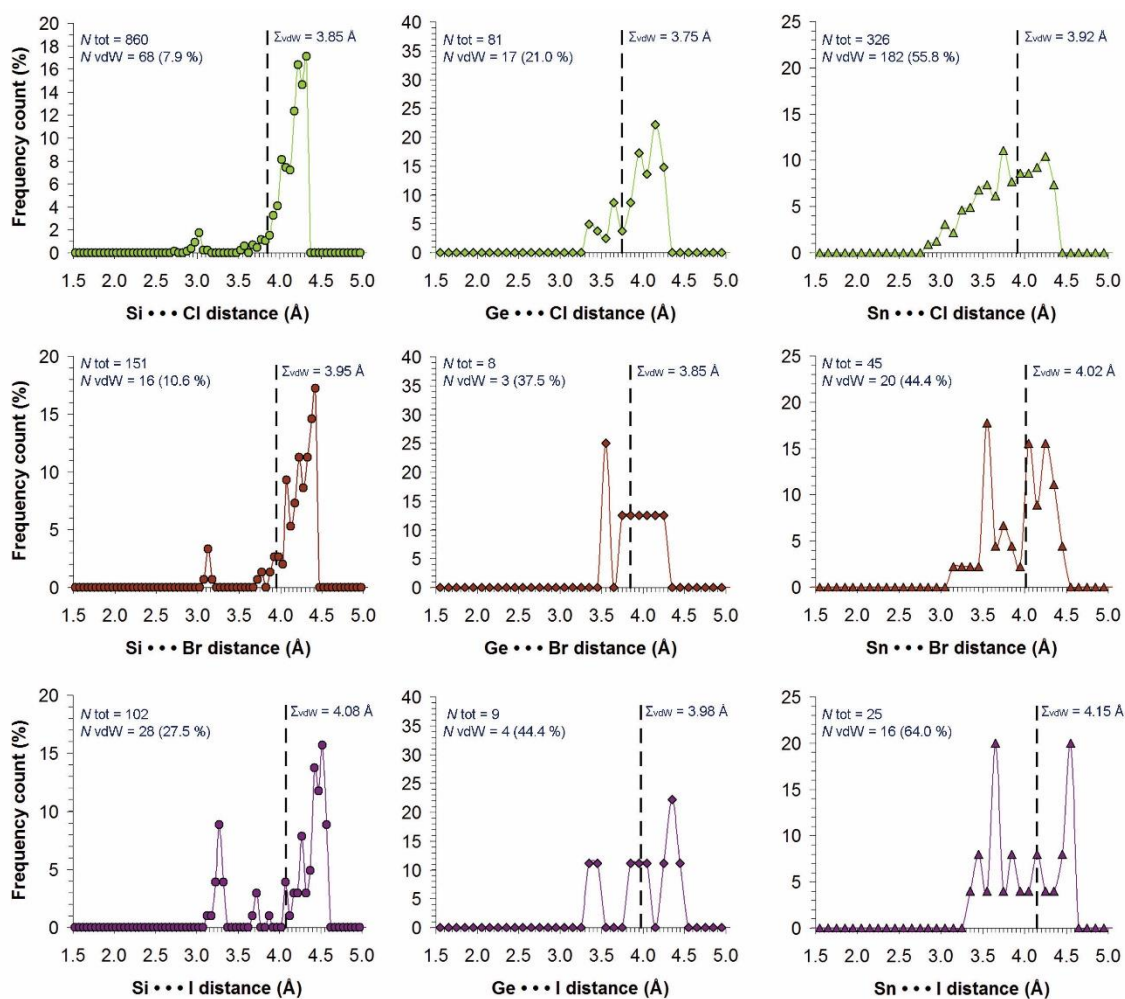 Frequency count (%)
20
18
16
14
12
10
8
6
4
2
0
N tot = 860
N vdW = 68 (7.9 %)
ΣvdW = 3.85 Å
1.5 2.0 2.5 3.0 3.5 4.0 4.5 5.0
Si ••• Cl distance (Å)
40
35
30
25
20
15
10
5
0
N tot = 81
N vdW = 17 (21.0 %)
ΣvdW = 3.75 Å
1.5 2.0 2.5 3.0 3.5 4.0 4.5 5.0
Ge ••• Cl distance (Å)
25
20
15
10
5
0
N tot = 326
N vdW = 182 (55.8 %)
ΣvdW = 3.92 Å
1.5 2.0 2.5 3.0 3.5 4.0 4.5 5.0
Sn ••• Cl distance (Å)
Frequency count (%)
20
15
10
5
0
N tot = 151
N vdW = 16 (10.6 %)
ΣvdW = 3.95 Å
1.5 2.0 2.5 3.0 3.5 4.0 4.5 5.0
Si ••• Br distance (Å)
40
35
30
25
20
15
10
5
0
N tot = 8
N vdW = 3 (37.5 %)
ΣvdW = 3.85 Å
1.5 2.0 2.5 3.0 3.5 4.0 4.5 5.0
Ge ••• Br distance (Å)
25
20
15
10
5
0
N tot = 45
N vdW = 20 (44.4 %)
ΣvdW = 4.02 Å
1.5 2.0 2.5 3.0 3.5 4.0 4.5 5.0
Sn ••• Br distance (Å)
Frequency count (%)
20
15
10
5
0
N tot = 102
N vdW = 28 (27.5 %)
ΣvdW = 4.08 Å
1.5 2.0 2.5 3.0 3.5 4.0 4.5 5.0
Si ••• I distance (Å)
40
35
30
25
20
15
10
5
0
N tot = 9
N vdW = 4 (44.4 %)
ΣvdW = 3.98 Å
1.5 2.0 2.5 3.0 3.5 4.0 4.5 5.0
Ge ••• I distance (Å)
25
20
15
10
5
0
N tot = 25
N vdW = 16 (64.0 %)
ΣvdW = 4.15 Å
1.5 2.0 2.5 3.0 3.5 4.0 4.5 5.0
Sn ••• I distance (Å)